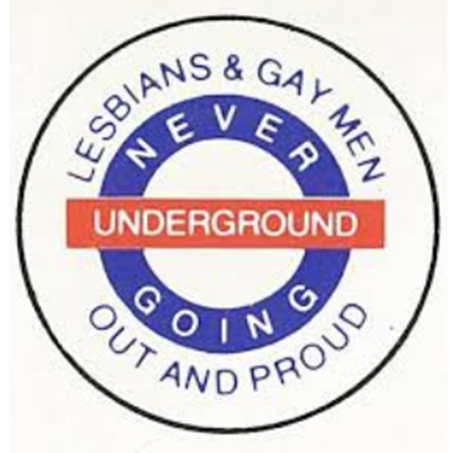 LESBIANS & GAY MEN
NEVER
UNDERGROUND
GOING
OUT AND PROUD